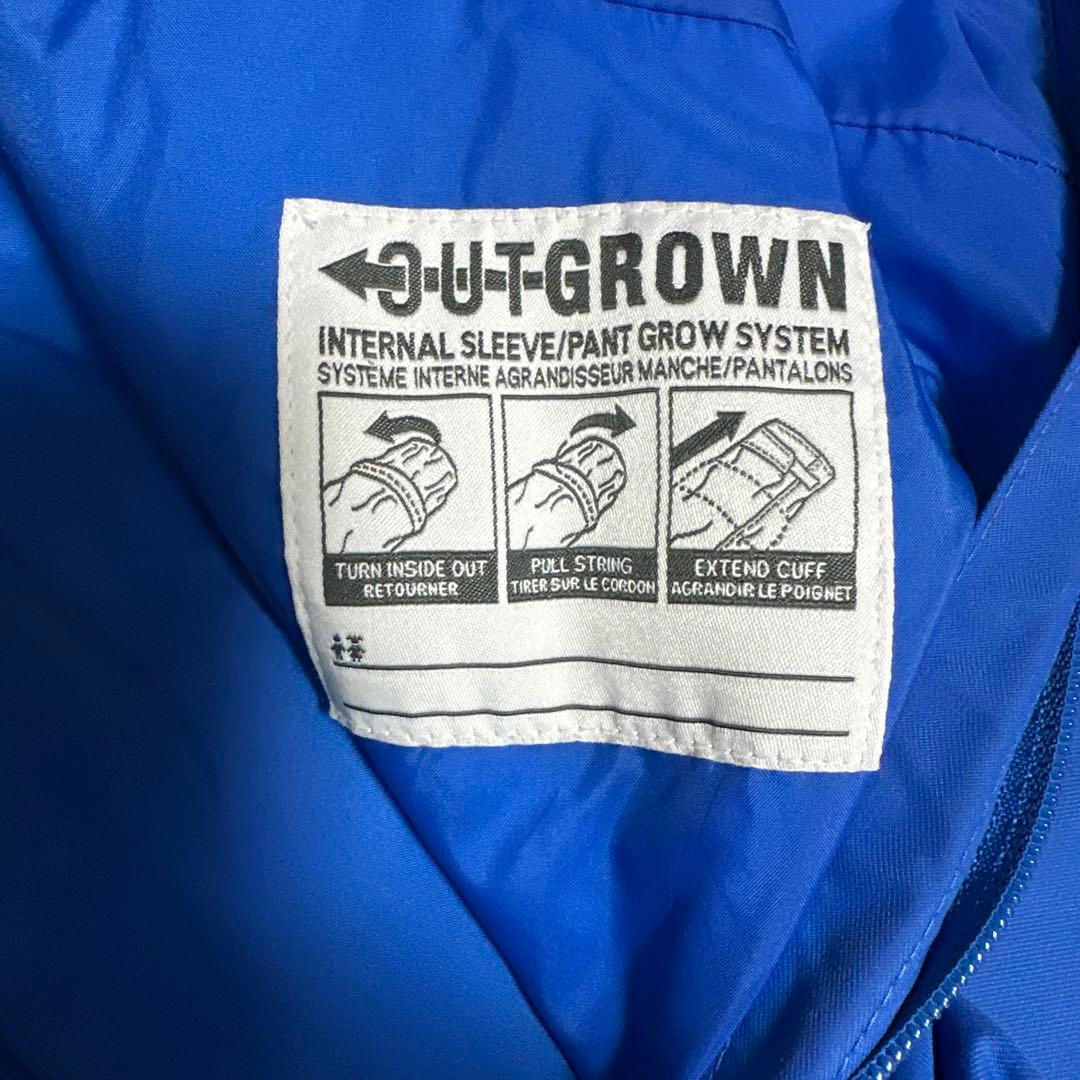 OUTGROWN
INTERNAL SLEEVE/PANT GROW SYSTEM
SYSTÈME INTERNE AGRANDISSEUR MANCHE/PANTALONS
TURN INSIDE OUT
RETOURNER
PULL STRING
TIRER SUR LE CORDON
EXTEND CUFF
AGRANDIR LE POIGNET